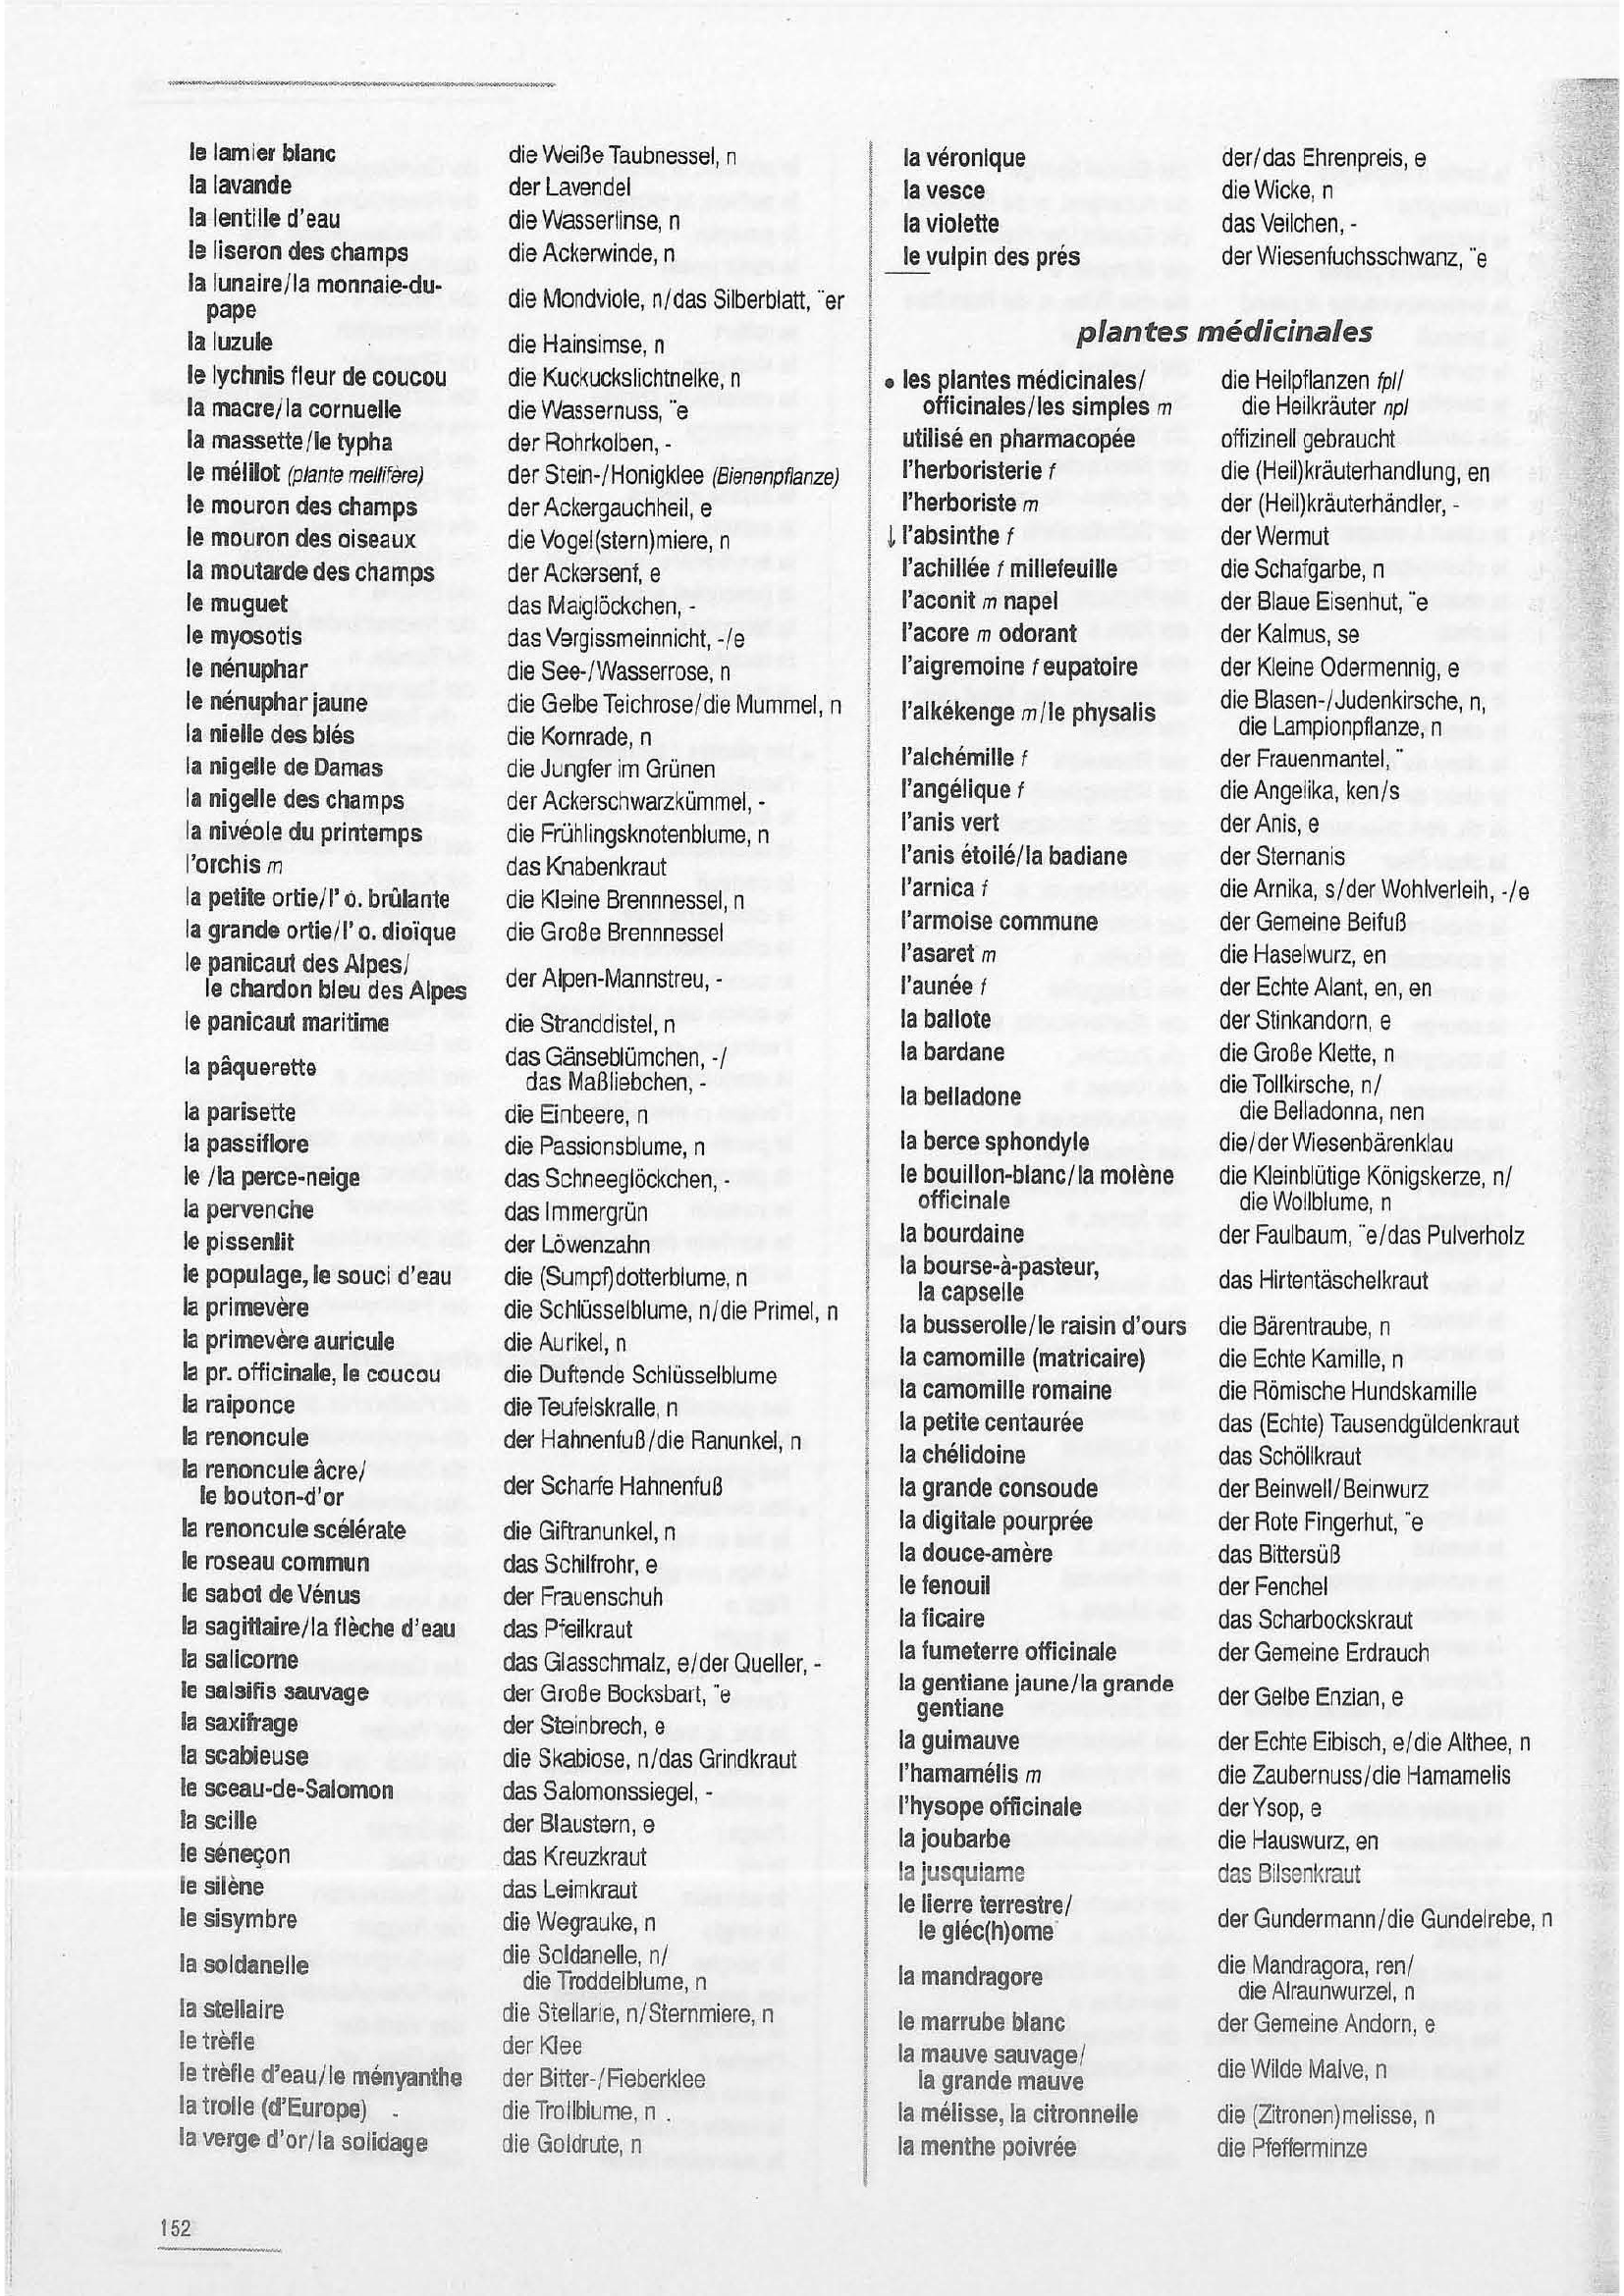 le lamier blanc die Weiße Taubnessel, n
la lavande der Lavendel
la lentille d'eau die Wasserlinse, n
le liseron des champs die Ackerwinde, n
la lunaire/la monnaie-du-
pape die Mondviole, n/das Silberblatt, ¨er
la luzule die Hainsimse, n
le lychnis fleur de coucou die Kuckuckslichtnelke, n
la macre/la cornuelle die Wassernuss, ¨e
la massette/le typha der Rohrkolben, -
le mélilot (plante mellifère) der Stein-/Honigklee (Bienenpflanze)
le mouron des champs der Ackergauchheil, e
le mouron des oiseaux die Vogel(stern)miere, n
la moutarde des champs der Ackersenf, e
le muguet das Maiglöckchen, -
le myosotis das Vergissmeinnicht, -/e
le nénuphar die See-/Wasserrose, n
le nénuphar jaune die Gelbe Teichrose/die Mummel, n
la nielle des blés die Kornrade, n
la nigelle de Damas die Jungfer im Grünen
la nigelle des champs der Ackerschwarzkümmel, -
la nivéole du printemps die Frühlingsknotenblume, n
l'orchis m das Knabenkraut
la petite ortie/l' o. brûlante die Kleine Brennnessel, n
la grande ortie/l' o. dioïque die Große Brennnessel
le panicaut des Alpes/
le chardon bleu des Alpes der Alpen-Mannstreu, -
le panicaut maritime die Stranddistel, n
la pâquerette das Gänseblümchen, -/
das Maßliebchen, -
la parisette die Einbeere, n
la passiflore die Passionsblume, n
le /la perce-neige das Schneeglöckchen, -
la pervenche das Immergrün
le pissenlit der Löwenzahn
le populage, le souci d'eau die (Sumpf)dotterblume, n
la primevère die Schlüsselblume, n/die Primel, n
la primevère auricule die Aurikel, n
la pr. officinale, le coucou die Duftende Schlüsselblume
la raiponce die Teufelskralle, n
la renoncule der Hahnenfuß/die Ranunkel, n
la renoncule âcre/
le bouton-d'or der Scharfe Hahnenfuß
la renoncule scélérate die Giftranunkel, n
le roseau commun das Schilfrohr, e
le sabot de Vénus der Frauenschuh
la sagittaire/la flèche d'eau das Pfeilkraut
la salicorne das Glasschmalz, e/der Queller, -
le salsifis sauvage der Große Bocksbart, ¨e
la saxifrage der Steinbrech, e
la scabieuse die Skabiose, n/das Grindkraut
le sceau-de-Salomon das Salomonssiegel, -
la scille der Blaustern, e
le séneçon das Kreuzkraut
le silène das Leimkraut
le sisymbre die Wegrauke, n
la soldanelle die Soldanelle, n/
die Troddelblume, n
la stellaire die Stellarie, n/Sternmiere, n
le trèfle der Klee
le trèfle d'eau/le ményanthe der Bitter-/Fieberklee
la trolle (d'Europe) die Trollblume, n
la verge d'or/la solidage die Goldrute, n
152
la véronique der/das Ehrenpreis, e
la vesce die Wicke, n
la violette das Veilchen, -
le vulpin des prés der Wiesenfuchsschwanz, ¨e
plantes médicinales
• les plantes médicinales/ die Heilpflanzen fpl/
officinales/les simples m die Heilkräuter npl
utilisé en pharmacopée offizinell gebraucht
l'herboristerie f die (Heil)kräuterhandlung, en
l'herboriste m der (Heil)kräuterhändler, -
↓ l'absinthe f der Wermut
l'achillée f millefeuille die Schafgarbe, n
l'aconit m napel der Blaue Eisenhut, ¨e
l'acore m odorant der Kalmus, se
l'aigremoine f eupatoire der Kleine Odermennig, e
l'alkékenge m/le physalis die Blasen-/Judenkirsche, n,
die Lampionpflanze, n
l'alchémille f der Frauenmantel, ¨
l'angélique f die Angelika, ken/s
l'anis vert der Anis, e
l'anis étoilé/la badiane der Sternanis
l'arnica f die Arnika, s/der Wohlverleih, -/e
l'armoise commune der Gemeine Beifuß
l'asaret m die Haselwurz, en
l'aunée f der Echte Alant, en, en
la ballote der Stinkandorn, e
la bardane die Große Klette, n
la belladone die Tollkirsche, n/
die Belladonna, nen
la berce sphondyle die/der Wiesenbärenklau
le bouillon-blanc/la molène die Kleinblütige Königskerze, n/
officinale die Wollblume, n
la bourdaine der Faulbaum, ¨e/das Pulverholz
la bourse-à-pasteur,
la capselle das Hirtentäschelkraut
la busserolle/le raisin d'ours die Bärentraube, n
la camomille (matricaire) die Echte Kamille, n
la camomille romaine die Römische Hundskamille
la petite centaurée das (Echte) Tausendgüldenkraut
la chélidoine das Schöllkraut
la grande consoude der Beinwell/Beinwurz
la digitale pourprée der Rote Fingerhut, ¨e
la douce-amère das Bittersüß
le fenouil der Fenchel
la ficaire das Scharbockskraut
la fumeterre officinale der Gemeine Erdrauch
la gentiane jaune/la grande
gentiane der Gelbe Enzian, e
la guimauve der Echte Eibisch, e/die Althee, n
l'hamamélis m die Zaubernuss/die Hamamelis
l'hysope officinale der Ysop, e
la joubarbe die Hauswurz, en
la jusquiame das Bilsenkraut
le lierre terrestre/
le gléc(h)ome der Gundermann/die Gundelrebe, n
la mandragore die Mandragora, ren/
die Alraunwurzel, n
le marrube blanc der Gemeine Andorn, e
la mauve sauvage/
la grande mauve die Wilde Malve, n
la mélisse, la citronnelle die (Zitronen)melisse, n
la menthe poivrée die Pfefferminze